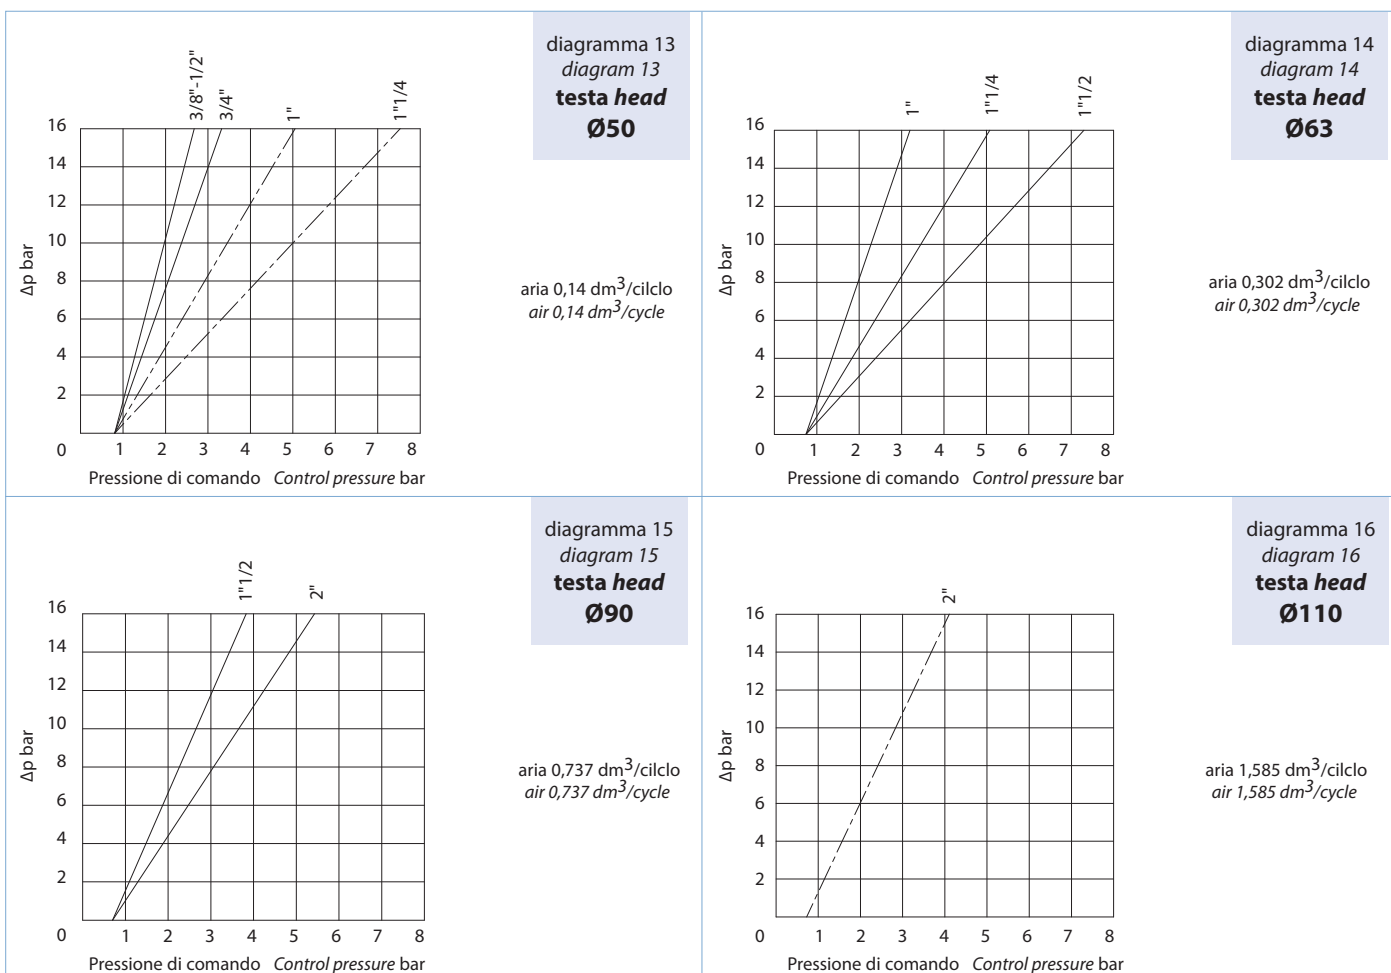 diagramma 13
diagram 13
testa head
Ø50
3/8"-1/2"
3/4"
1"
1"1/4
16
14
12
10
8
6
4
2
0
Δp bar
1 2 3 4 5 6 7 8
Pressione di comando Control pressure bar
aria 0,14 dm³/cilclo
air 0,14 dm³/cycle
diagramma 14
diagram 14
testa head
Ø63
1"
1"1/4
1"1/2
16
14
12
10
8
6
4
2
0
Δp bar
1 2 3 4 5 6 7 8
Pressione di comando Control pressure bar
aria 0,302 dm³/cilclo
air 0,302 dm³/cycle
diagramma 15
diagram 15
testa head
Ø90
1"1/2
2"
16
14
12
10
8
6
4
2
0
Δp bar
1 2 3 4 5 6 7 8
Pressione di comando Control pressure bar
aria 0,737 dm³/cilclo
air 0,737 dm³/cycle
diagramma 16
diagram 16
testa head
Ø110
2"
16
14
12
10
8
6
4
2
0
Δp bar
1 2 3 4 5 6 7 8
Pressione di comando Control pressure bar
aria 1,585 dm³/cilclo
air 1,585 dm³/cycle